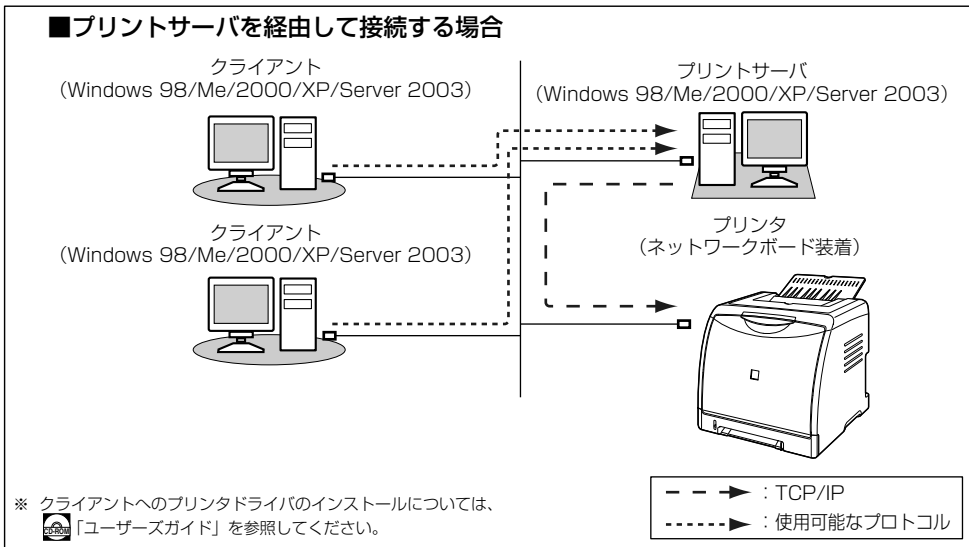 ■プリントサーバを経由して接続する場合
クライアント
(Windows 98/Me/2000/XP/Server 2003)
プリントサーバ
(Windows 98/Me/2000/XP/Server 2003)
クライアント
(Windows 98/Me/2000/XP/Server 2003)
プリンタ
(ネットワークボード装着)
※ クライアントへのプリンタドライバのインストールについては、
CD-ROM「ユーザーズガイド」を参照してください。
:TCP/IP
:使用可能なプロトコル